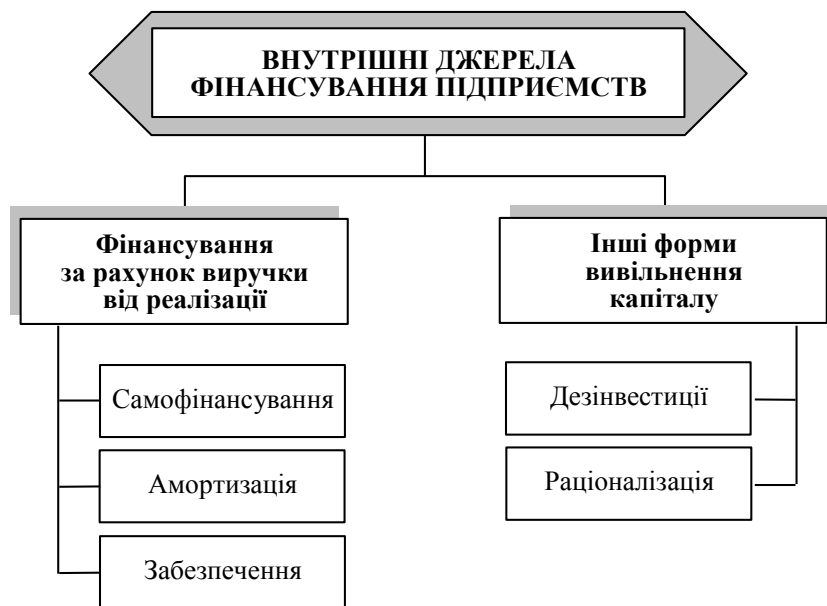 ВНУТРІШНІ ДЖЕРЕЛА
ФІНАНСУВАННЯ ПІДПРИЄМСТВ
Фінансування
за рахунок виручки
від реалізації
Інші форми
вивільнення
капіталу
Самофінансування
Амортизація
Забезпечення
Дезінвестиції
Раціоналізація